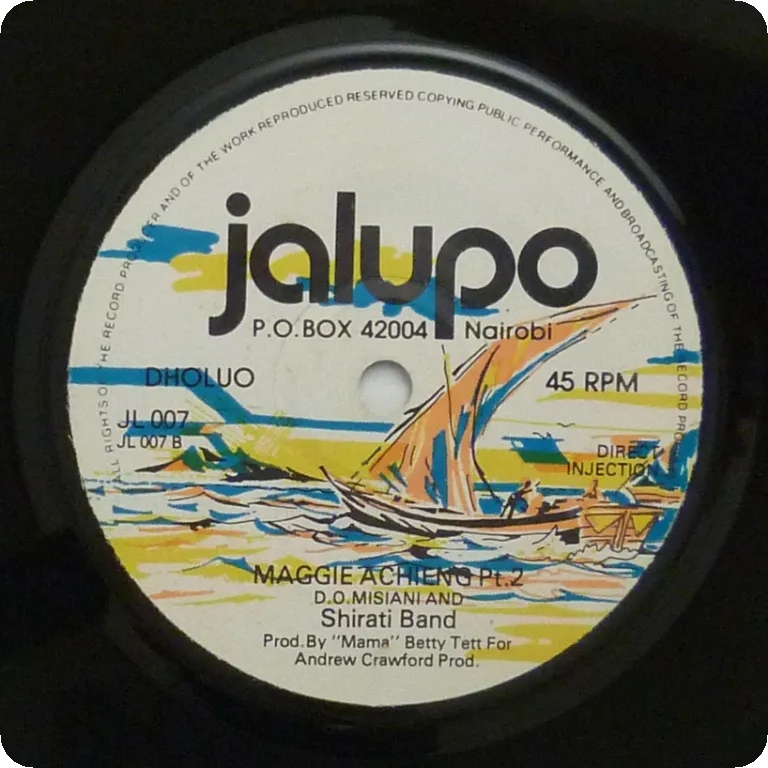 ALL RIGHTS OF THE RECORD PRODUCER AND OF THE WORK REPRODUCED RESERVED COPYING PUBLIC PERFORMANCE AND BROADCASTING OF THE RECORD
jalupo
P.O.BOX 42004 Nairobi
DHOLUO
45 RPM
JL 007
JL 007 B
DIRECT
INJECTION
MAGGIE ACHIENG Pt.2
D.O.MISIANI AND
Shirati Band
Prod.By "Mama" Betty Tett For
Andrew Crawford Prod.